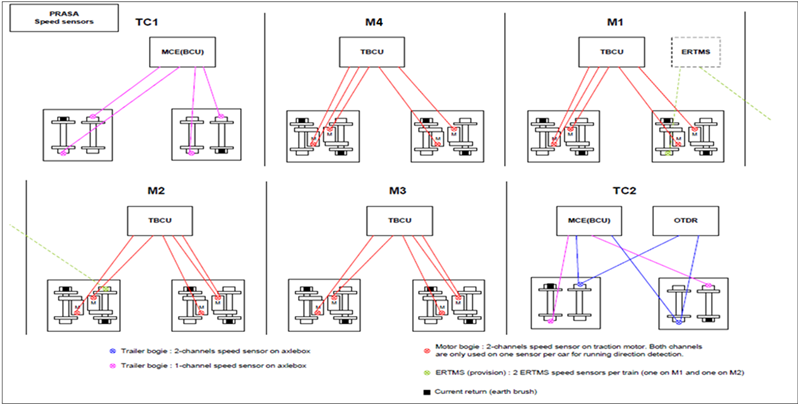 PRASA
Speed sensors
TC1
MCE(BCU)
M4
TBCU
M
M
M
M
M1
TBCU
ERTMS
M
M
M
M
M2
TBCU
M
M
M
M
M3
TBCU
M
M
M
M
TC2
MCE(BCU)
OTDR
Trailer bogie : 2-channels speed sensor on axlebox
Trailer bogie : 1-channel speed sensor on axlebox
Motor bogie : 2-channels speed sensor on traction motor. Both channels
are only used on one sensor per car for running direction detection.
ERTMS (provision) : 2 ERTMS speed sensors per train (one on M1 and one on M2)
Current return (earth brush)